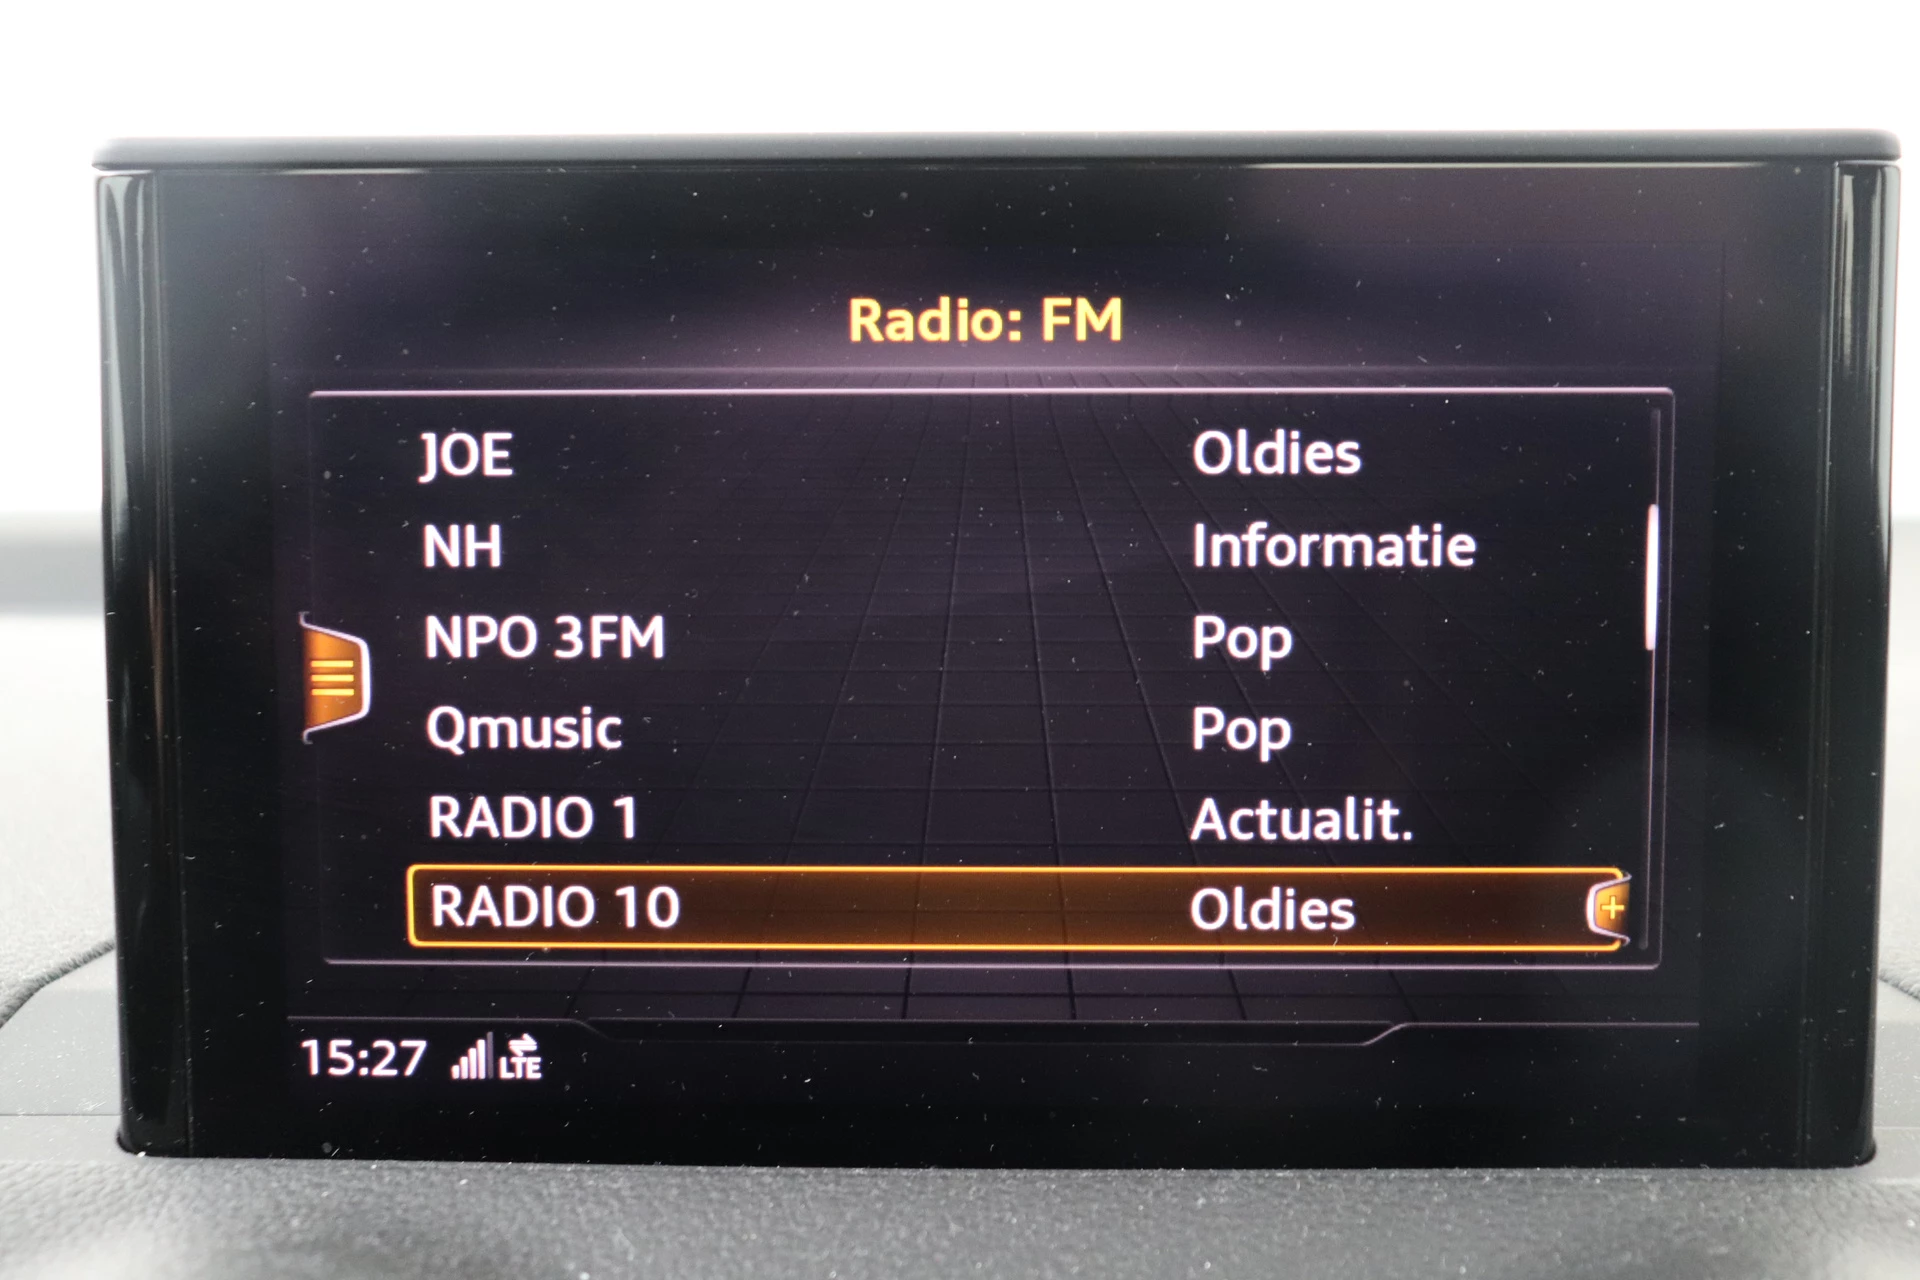 Radio: FM
JOE Oldies
NH Informatie
NPO 3FM Pop
Qmusic Pop
RADIO 1 Actualit.
RADIO 10 Oldies
15:27 LTE